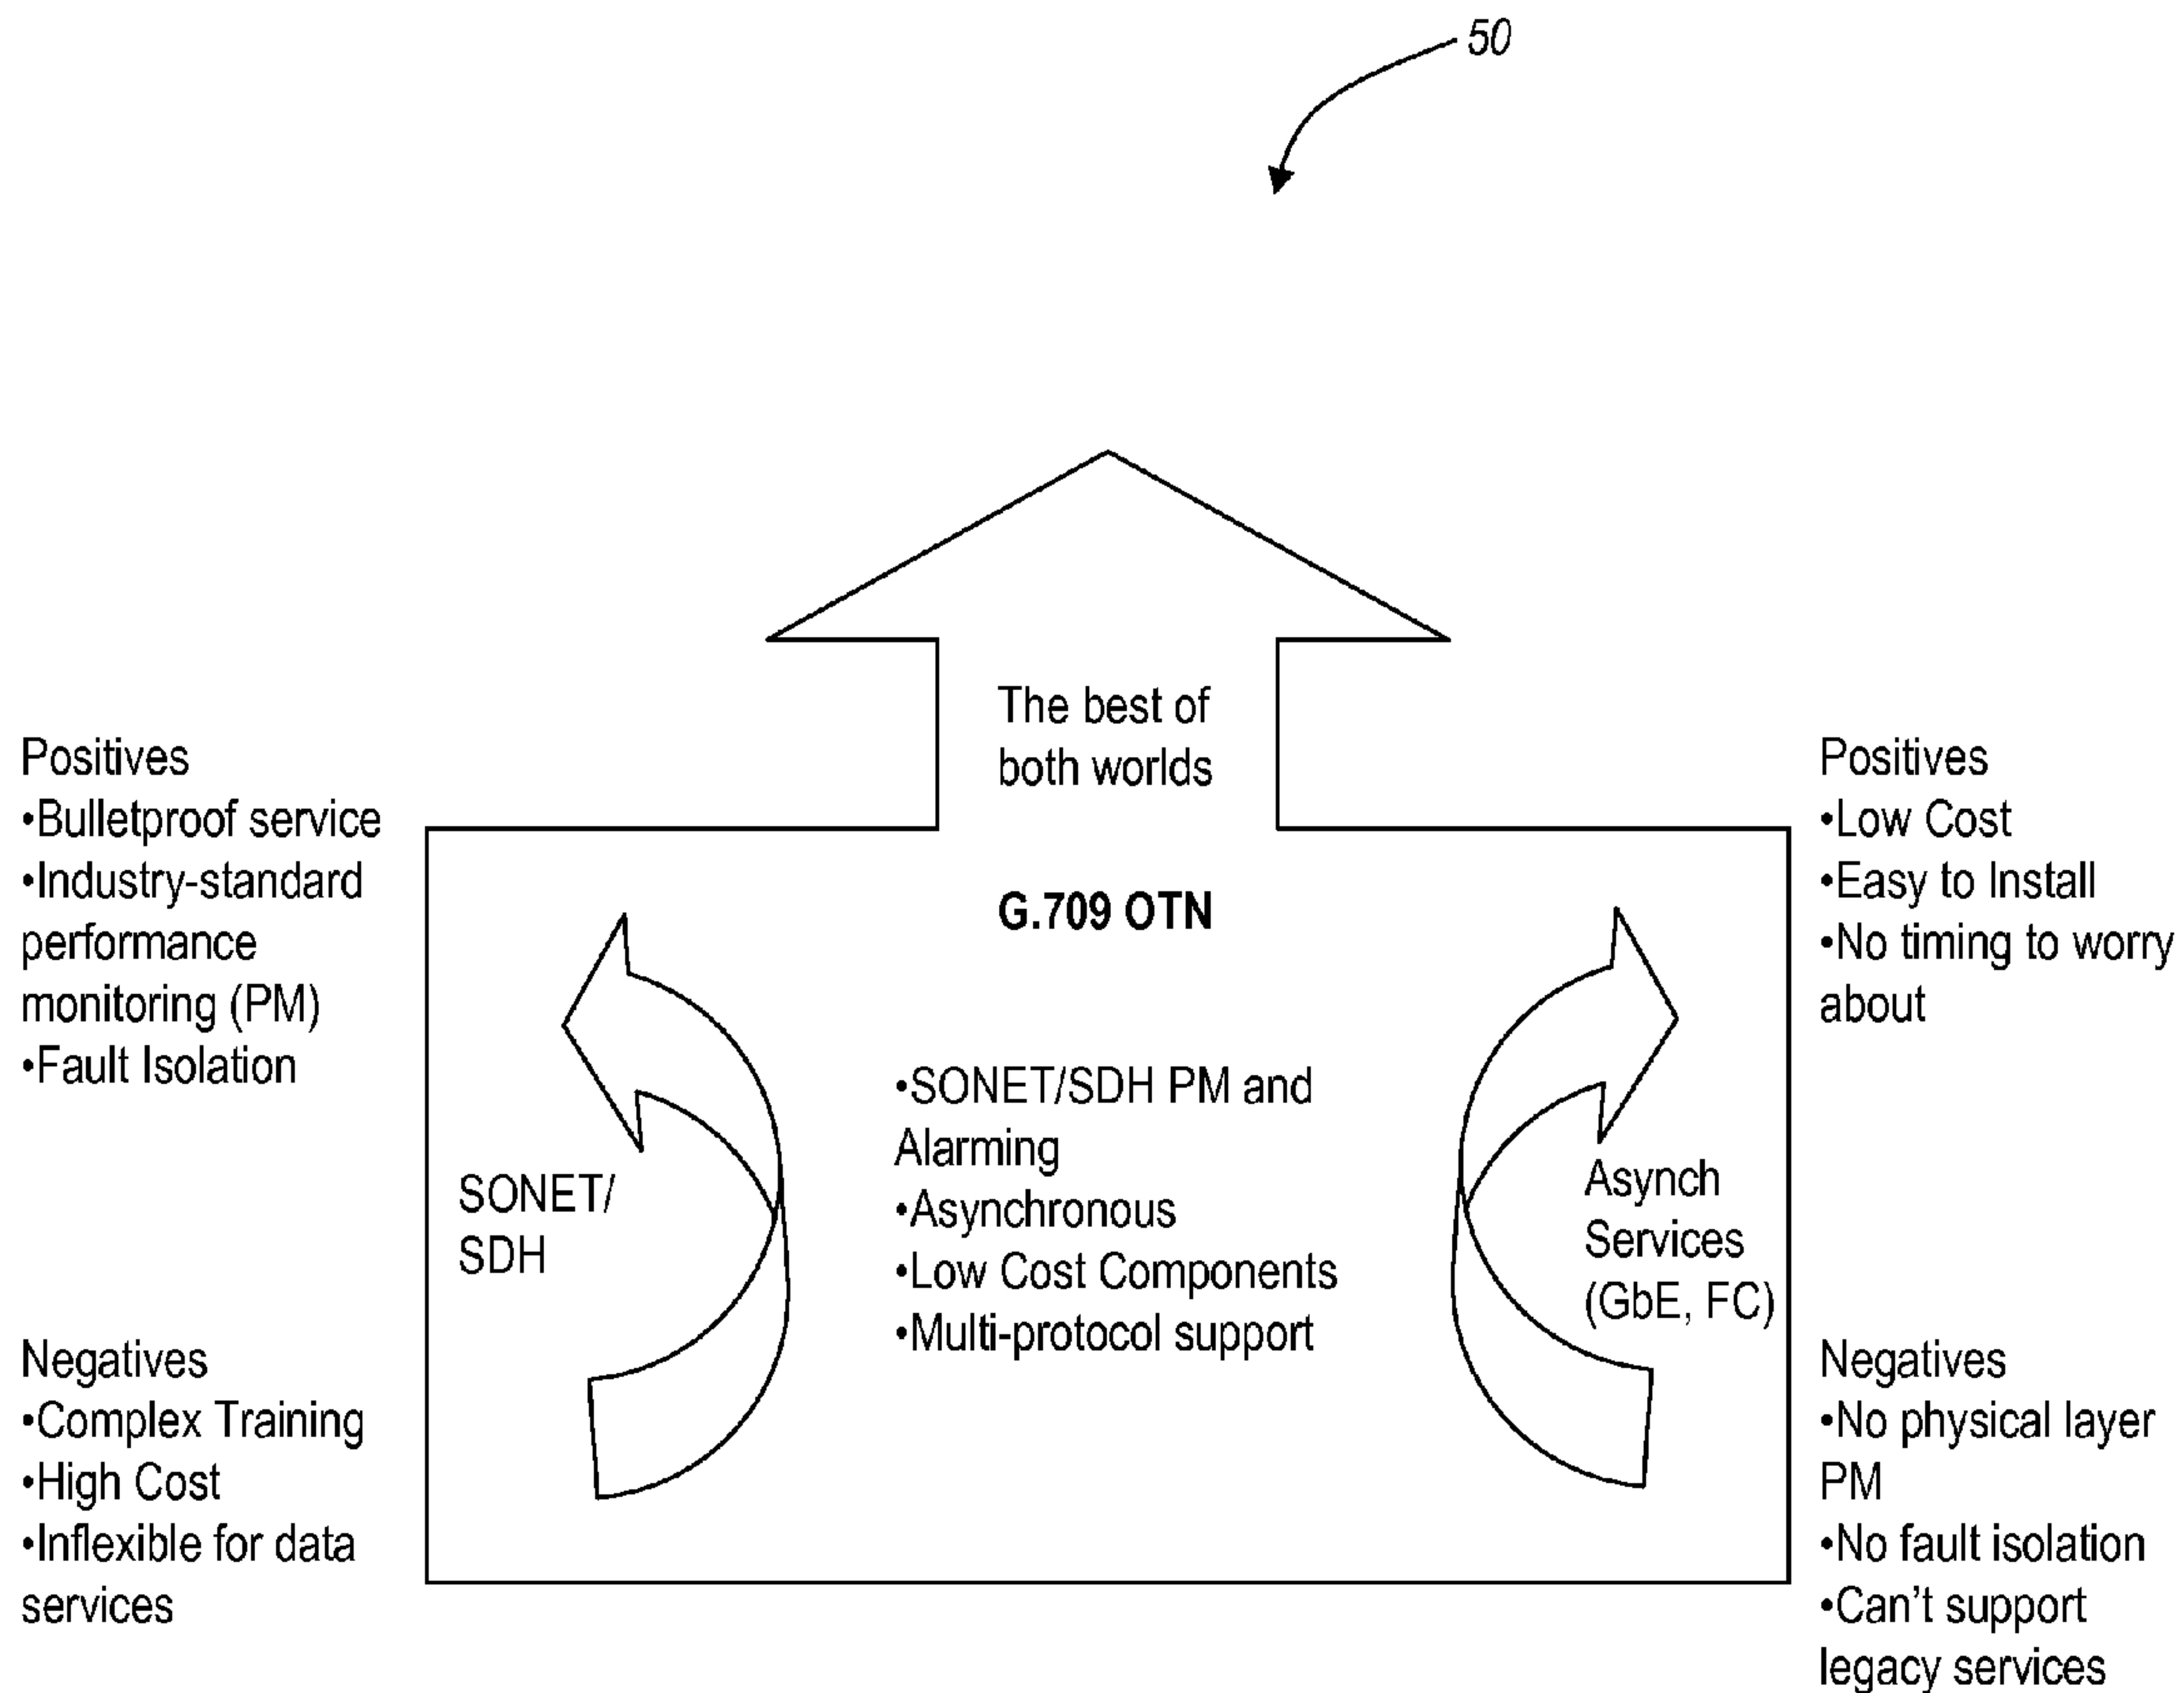 50
The best of
both worlds
G.709 OTN
Positives
•Bulletproof service
•Industry-standard
performance
monitoring (PM)
•Fault Isolation
Negatives
•Complex Training
•High Cost
•Inflexible for data
services
SONET/
SDH
•SONET/SDH PM and
Alarming
•Asynchronous
•Low Cost Components
•Multi-protocol support
Asynch
Services
(GbE, FC)
Positives
•Low Cost
•Easy to Install
•No timing to worry
about
Negatives
•No physical layer
PM
•No fault isolation
•Can't support
legacy services